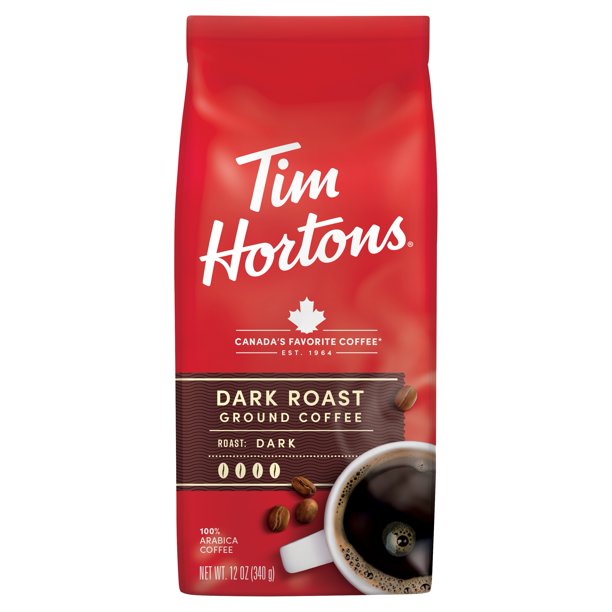 Tim
Hortons®
CANADA'S FAVORITE COFFEE*
EST. 1964
DARK ROAST
GROUND COFFEE
ROAST: DARK
100%
ARABICA
COFFEE
NET WT. 12 OZ (340 g)